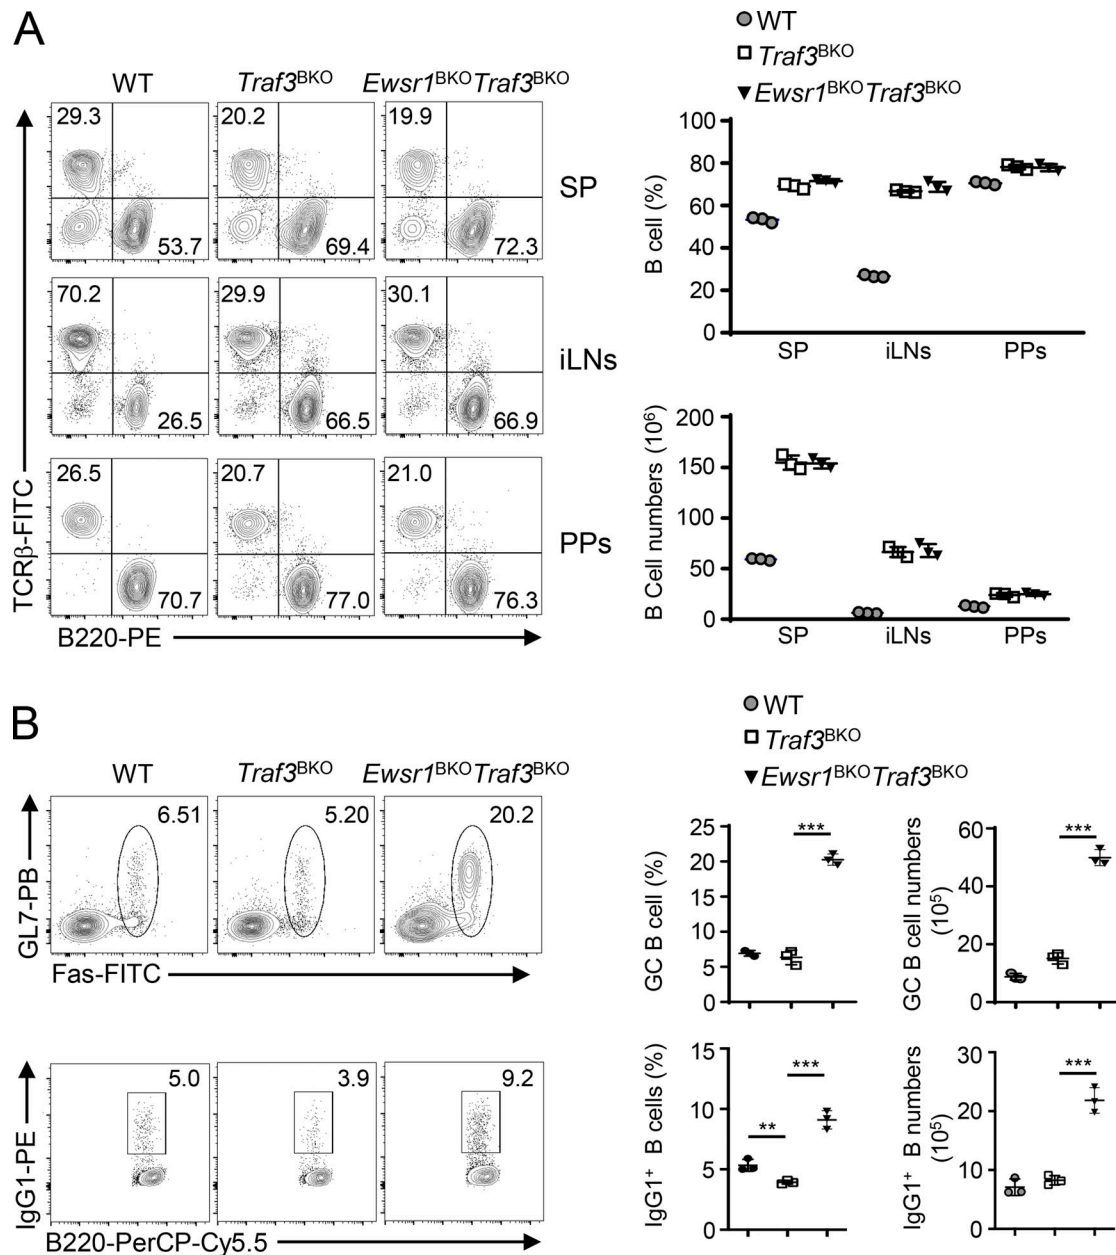 A
WT
Traf3BKO
Ewsr1BKOTraf3BKO
WT Traf3BKO Ewsr1BKOTraf3BKO
29.3 20.2 19.9
SP
53.7 69.4 72.3
70.2 29.9 30.1
iLNs
26.5 66.5 66.9
26.5 20.7 21.0
PPs
70.7 77.0 76.3
TCRβ-FITC
B220-PE
100
80
60
40
20
0
B cell (%)
SP iLNs PPs
200
150
100
50
0
B Cell numbers (10⁶)
SP iLNs PPs
B
WT
Traf3BKO
Ewsr1BKOTraf3BKO
WT Traf3BKO Ewsr1BKOTraf3BKO
6.51 5.20 20.2
GL7-PB
Fas-FITC
25
20
15
10
5
0
GC B cell (%)
***
60
40
20
0
GC B cell numbers
(10⁵)
***
5.0 3.9 9.2
IgG1-PE
B220-PerCP-Cy5.5
15
10
5
0
IgG1⁺ B cells (%)
**
***
30
20
10
0
IgG1⁺ B numbers
(10⁵)
***